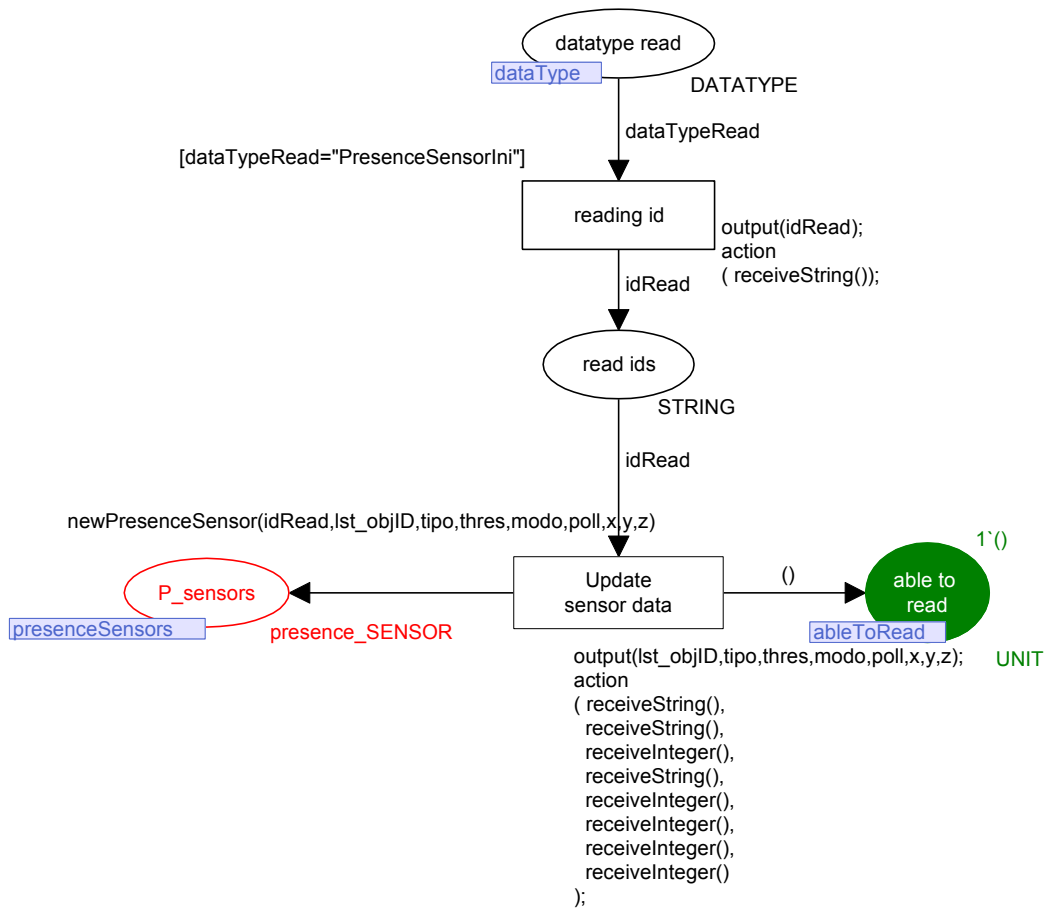 datatype read
dataType
DATATYPE
dataTypeRead
[dataTypeRead="PresenceSensorIni"]
reading id
output(idRead);
action
( receiveString());
idRead
read ids
STRING
idRead
newPresenceSensor(idRead,lst_objID,tipo,thres,modo,poll,x,y,z)
P_sensors
presenceSensors
presence_SENSOR
Update
sensor data
()
1`()
able to
read
ableToRead
UNIT
output(lst_objID,tipo,thres,modo,poll,x,y,z);
action
( receiveString(),
receiveString(),
receiveInteger(),
receiveString(),
receiveInteger(),
receiveInteger(),
receiveInteger(),
receiveInteger()
);